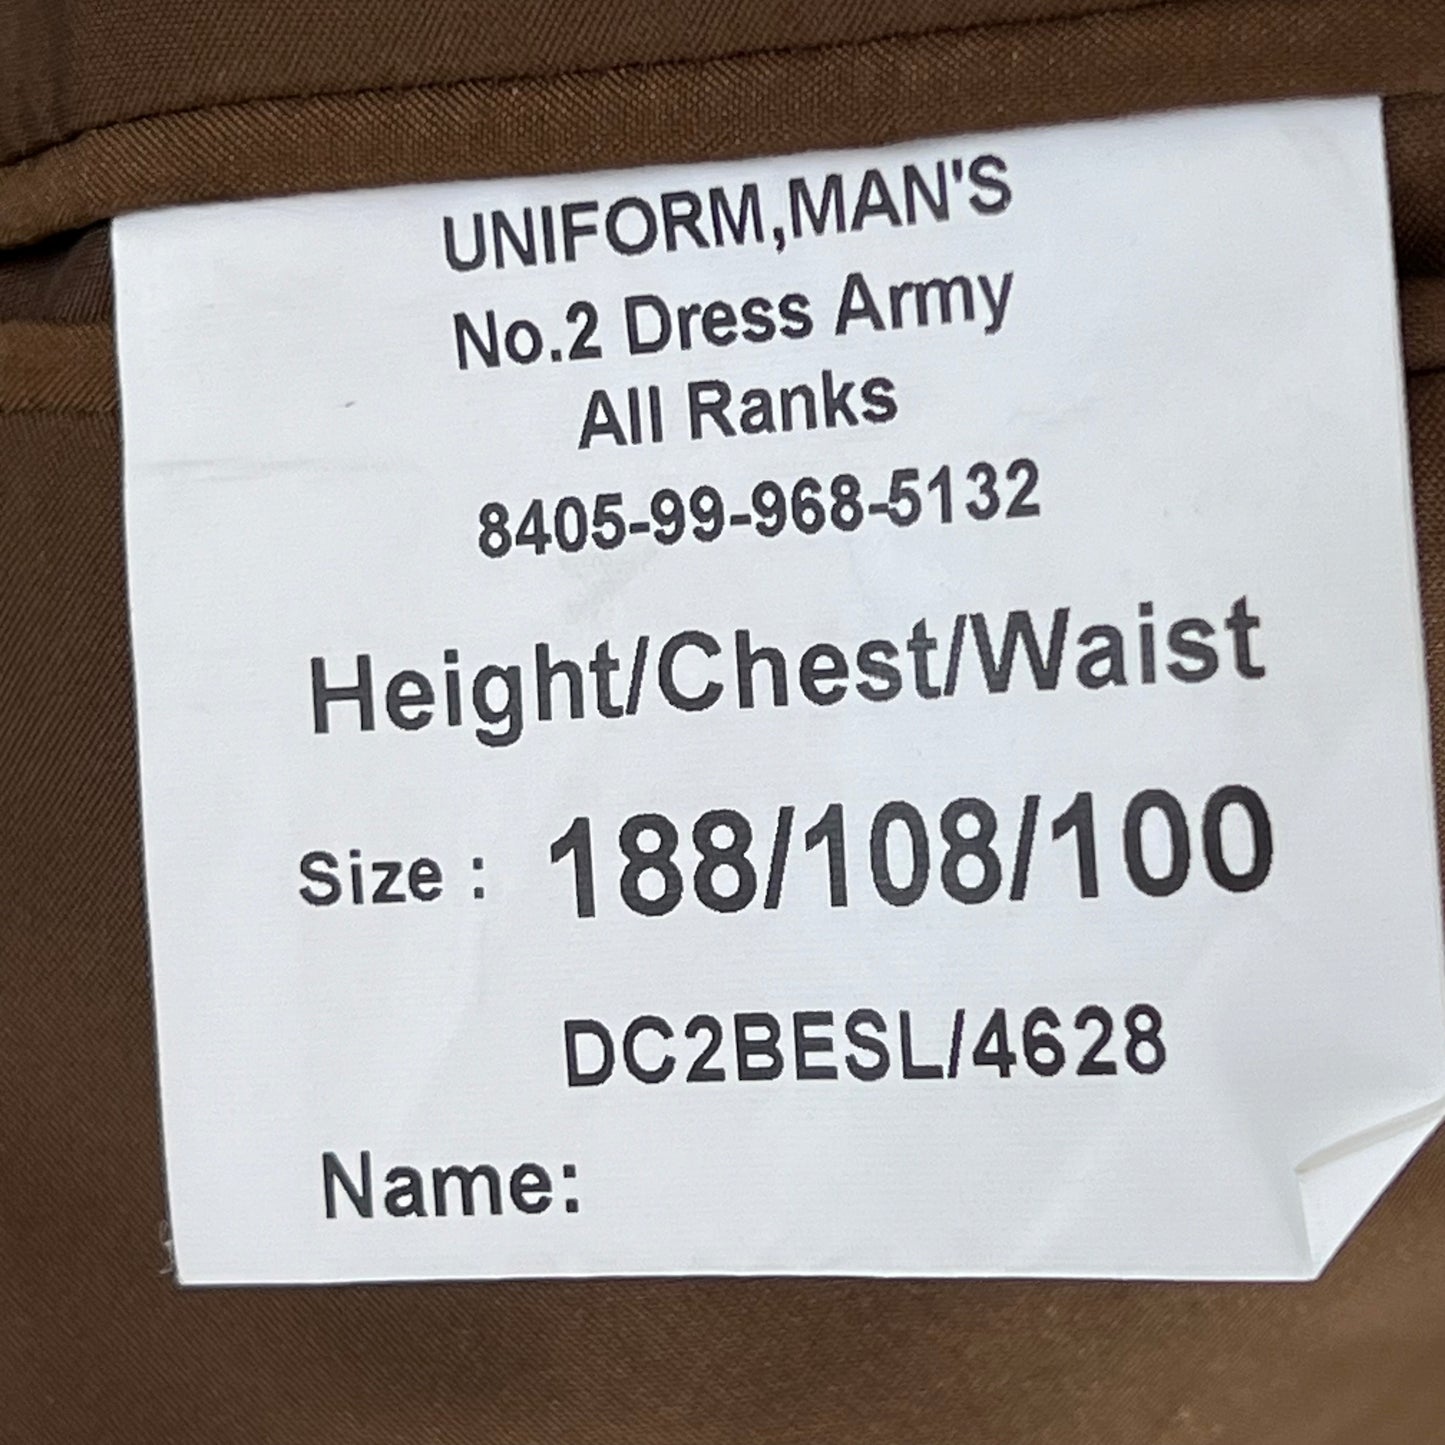 UNIFORM,MAN'S
No.2 Dress Army
All Ranks
8405-99-968-5132
Height/Chest/Waist
Size : 188/108/100
DC2BESL/4628
Name: